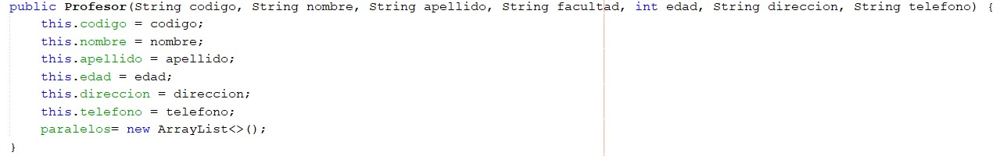 public Profesor(String codigo, String nombre, String apellido, String facultad, int edad, String direccion, String telefono) {
this.codigo = codigo;
this.nombre = nombre;
this.apellido = apellido;
this.edad = edad;
this.direccion = direccion;
this.telefono = telefono;
paralelos= new ArrayList<>();
}